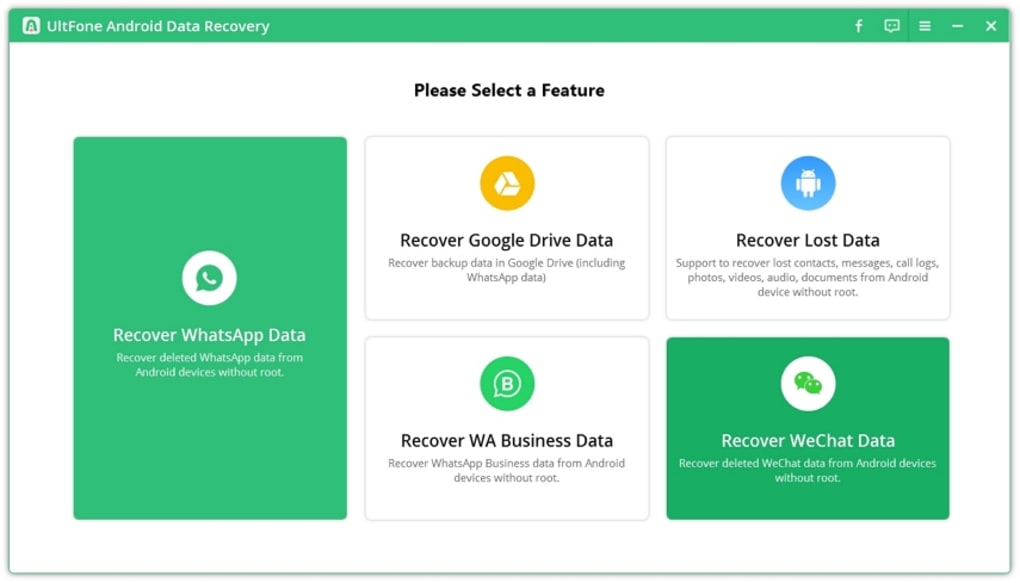 UltFone Android Data Recovery
Please Select a Feature
Recover WhatsApp Data
Recover deleted WhatsApp data from
Android devices without root.
Recover Google Drive Data
Recover backup data in Google Drive (including
WhatsApp data)
Recover Lost Data
Support to recover lost contacts, messages, call logs,
photos, videos, audio, documents from Android
device without root.
Recover WA Business Data
Recover WhatsApp Business data from Android
devices without root.
Recover WeChat Data
Recover deleted WeChat data from Android devices
without root.